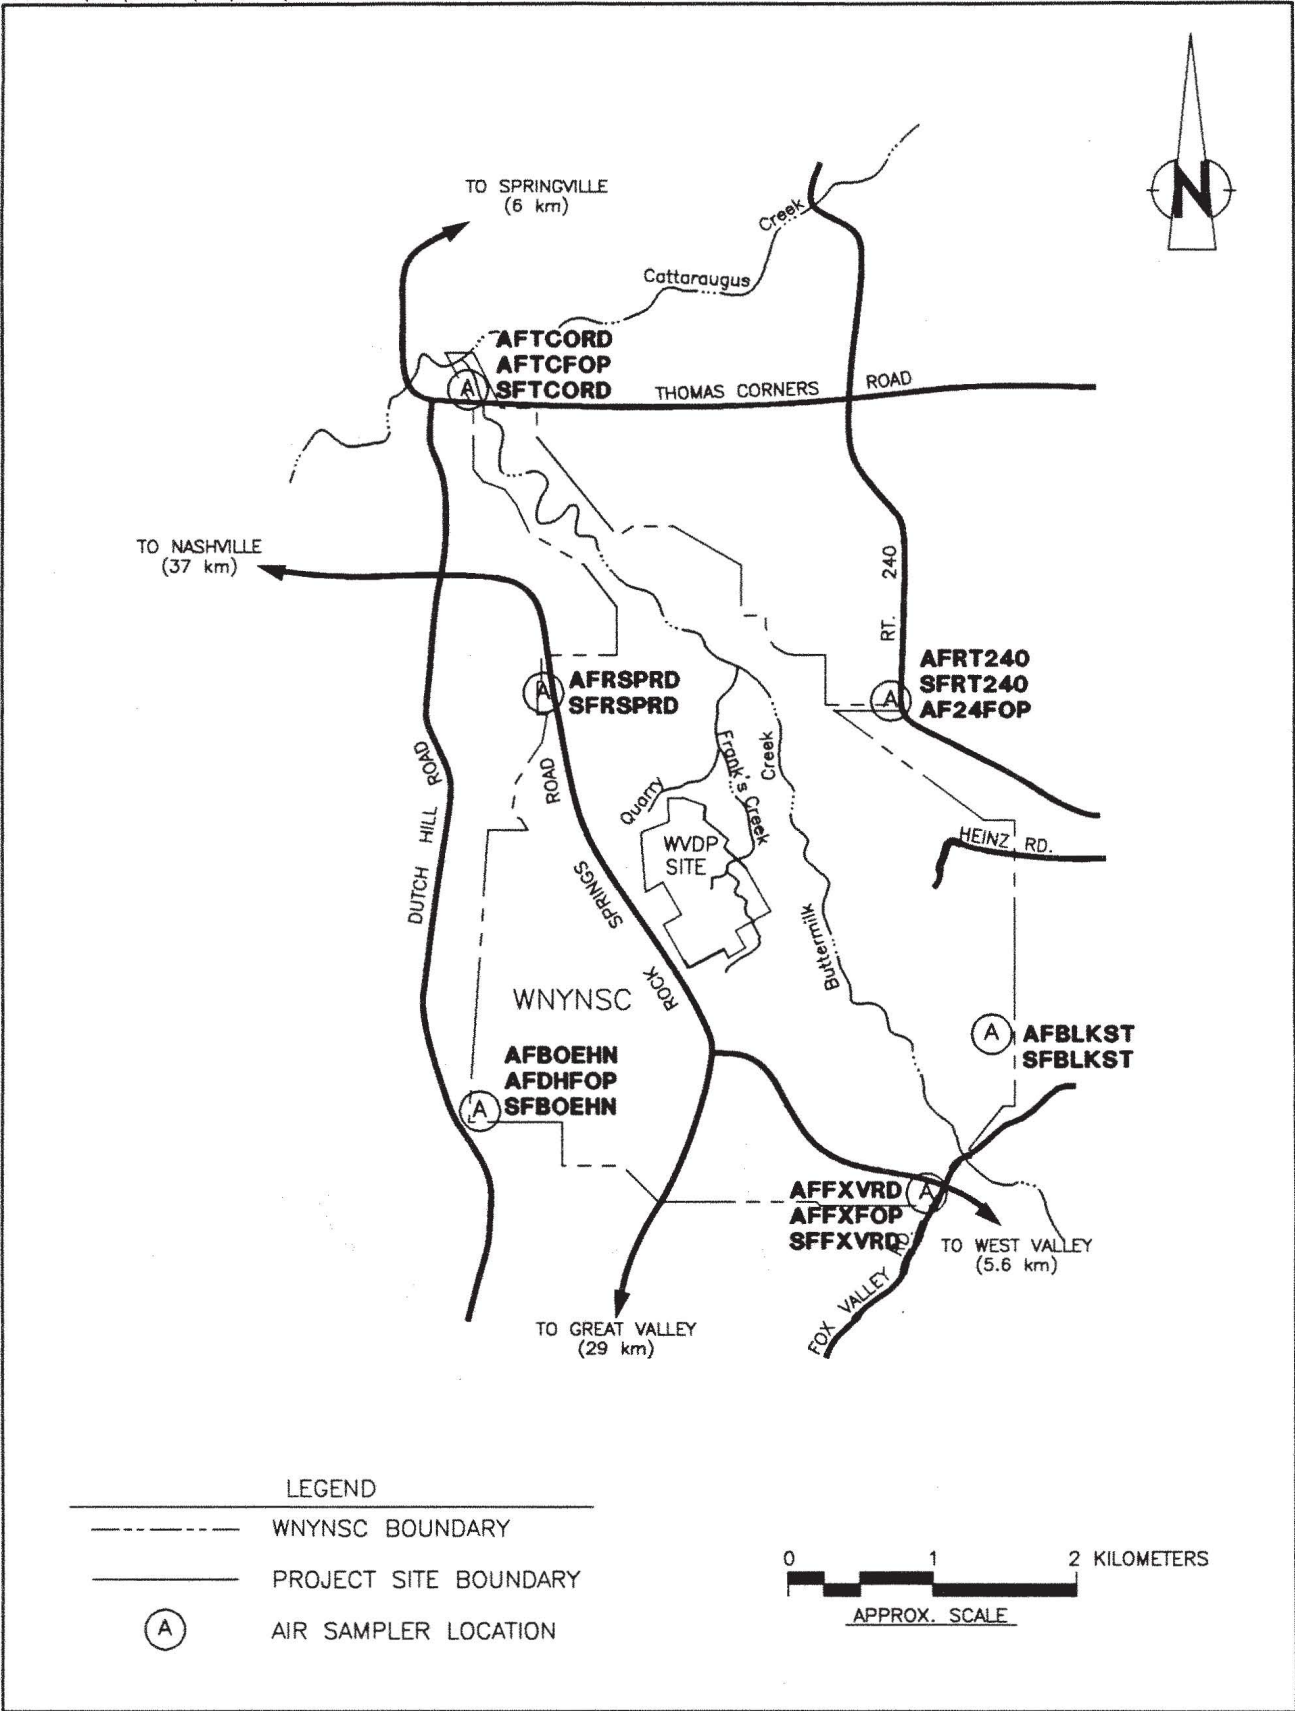 N
TO SPRINGVILLE
(6 km)
Creek
Cattaraugus
AFTCORD
AFTCFOP
SFTCORD
A
THOMAS CORNERS ROAD
TO NASHVILLE
(37 km)
RT. 240
AFRT240
SFRT240
AF24FOP
A
AFRSPRD
SFRSPRD
A
DUTCH HILL ROAD
ROCK SPRINGS ROAD
Quarry
Frank's Creek
Buttermilk Creek
HEINZ RD.
WVDP
SITE
WNYNSC
A
AFBLKST
SFBLKST
AFBOEHN
AFDHFOP
SFBOEHN
A
AFFXVRD
AFFXFOP
SFFXVRD
A
FOX VALLEY RD.
TO WEST VALLEY
(5.6 km)
TO GREAT VALLEY
(29 km)
LEGEND
WNYNSC BOUNDARY
PROJECT SITE BOUNDARY
A AIR SAMPLER LOCATION
0 1 2 KILOMETERS
APPROX. SCALE